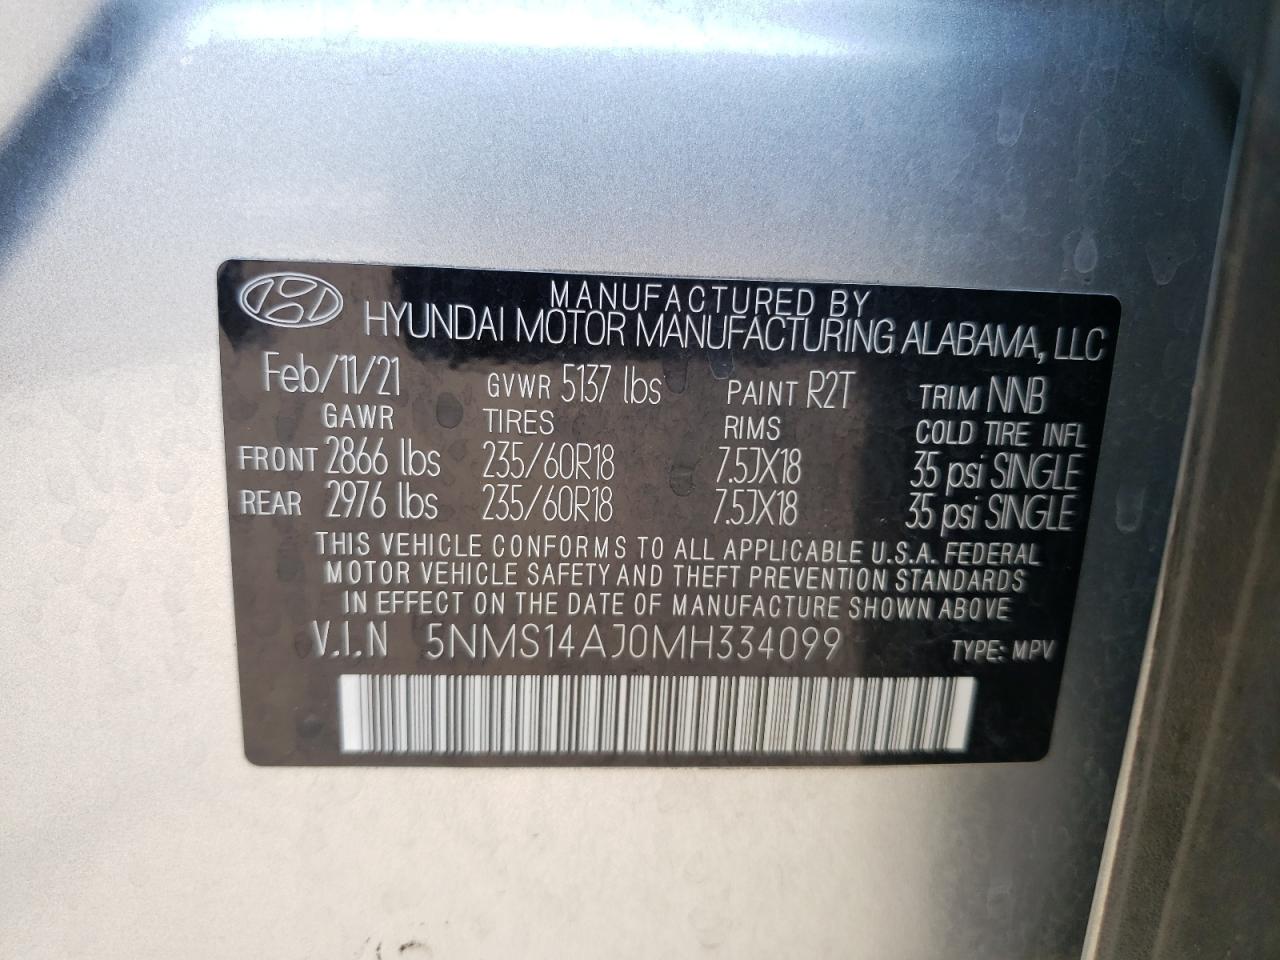 MANUFACTURED BY
HYUNDAI MOTOR MANUFACTURING ALABAMA, LLC
Feb/11/21 GVWR 5137 lbs PAINT R2T TRIM NNB
GAWR TIRES RIMS COLD TIRE INFL
FRONT 2866 lbs 235/60R18 7.5JX18 35 psi SINGLE
REAR 2976 lbs 235/60R18 7.5JX18 35 psi SINGLE
THIS VEHICLE CONFORMS TO ALL APPLICABLE U.S.A. FEDERAL
MOTOR VEHICLE SAFETY AND THEFT PREVENTION STANDARDS
IN EFFECT ON THE DATE OF MANUFACTURE SHOWN ABOVE
V.I.N 5NMS14AJ0MH334099 TYPE: MPV